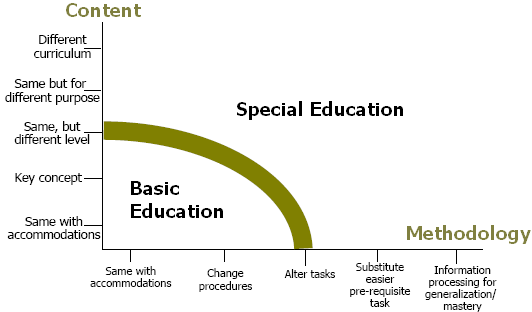 Content
Different
curriculum
Same but for
different purpose
Special Education
Same, but
different level
Key concept
Basic
Education
Same with
accommodations
Methodology
Same with
accommodations
Change
procedures
Alter tasks
Substitute
easier
pre-requisite
task
Information
processing for
generalization/
mastery